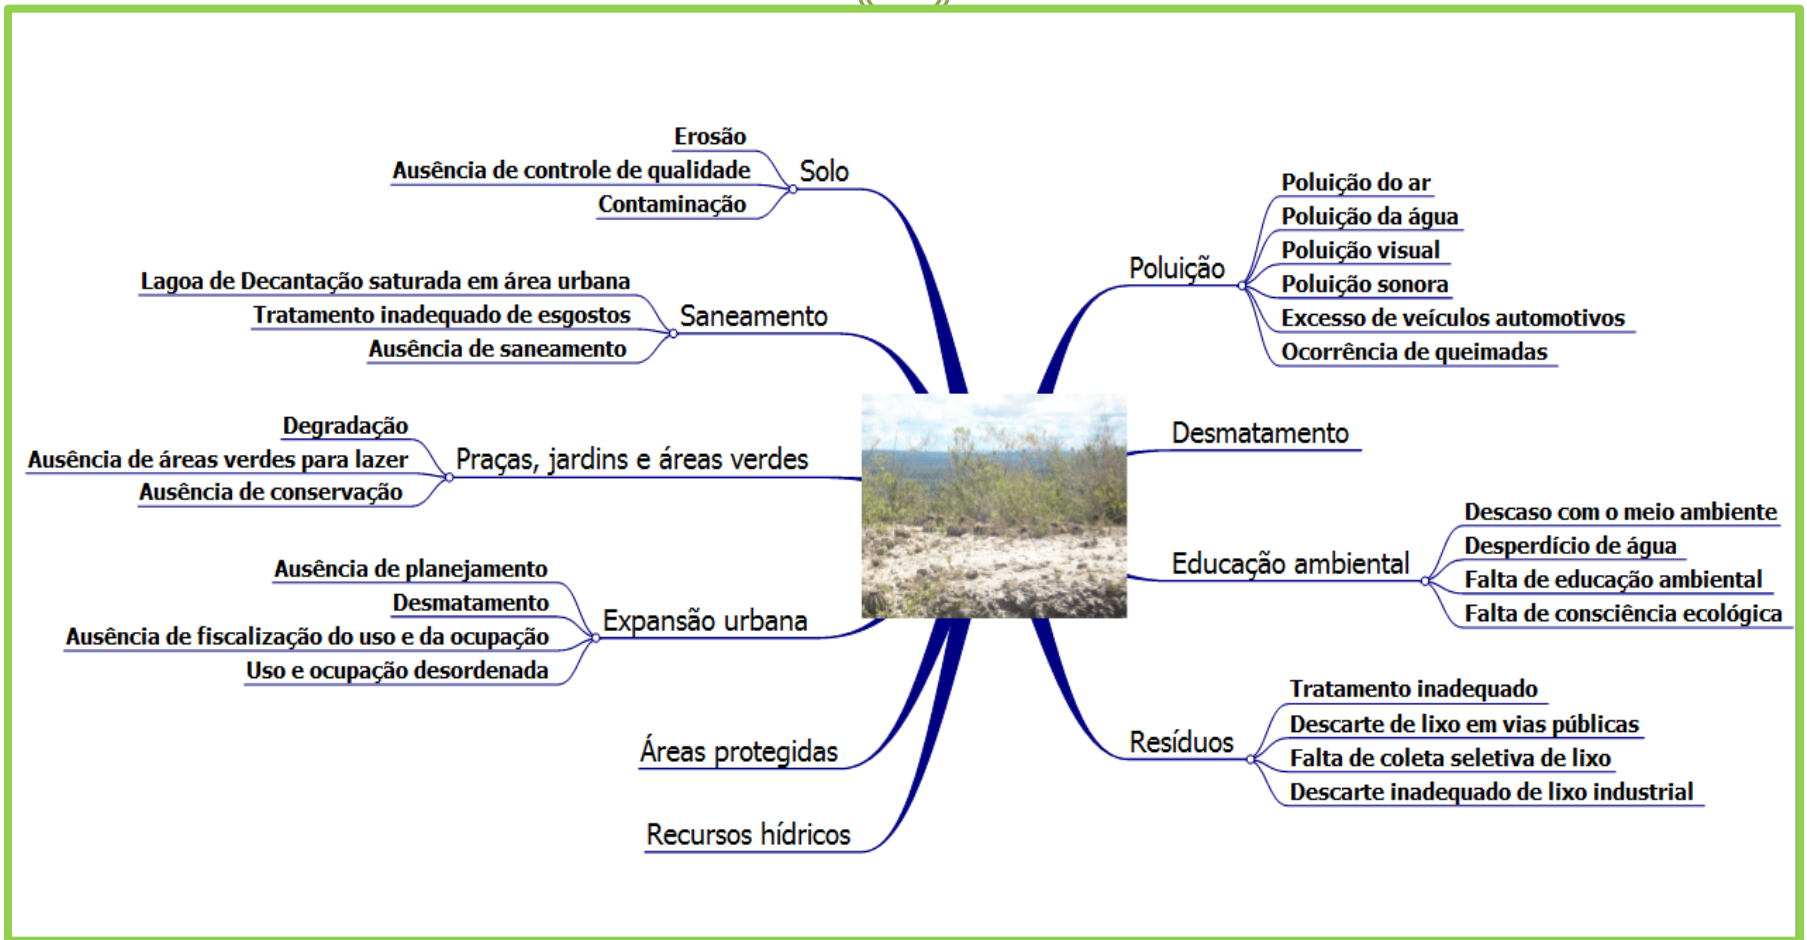 Erosão
Ausência de controle de qualidade
Contaminação
Solo
Lagoa de Decantação saturada em área urbana
Tratamento inadequado de esgostos
Ausência de saneamento
Saneamento
Degradação
Ausência de áreas verdes para lazer
Ausência de conservação
Praças, jardins e áreas verdes
Ausência de planejamento
Desmatamento
Ausência de fiscalização do uso e da ocupação
Uso e ocupação desordenada
Expansão urbana
Áreas protegidas
Recursos hídricos
Poluição
Poluição do ar
Poluição da água
Poluição visual
Poluição sonora
Excesso de veículos automotivos
Ocorrência de queimadas
Desmatamento
Educação ambiental
Descaso com o meio ambiente
Desperdício de água
Falta de educação ambiental
Falta de consciência ecológica
Resíduos
Tratamento inadequado
Descarte de lixo em vias públicas
Falta de coleta seletiva de lixo
Descarte inadequado de lixo industrial